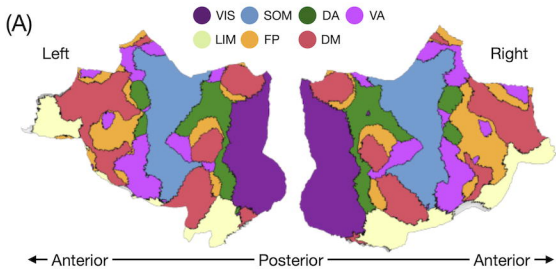 (A)
VIS SOM DA VA
LIM FP DM
Left
Right
Anterior Posterior Anterior